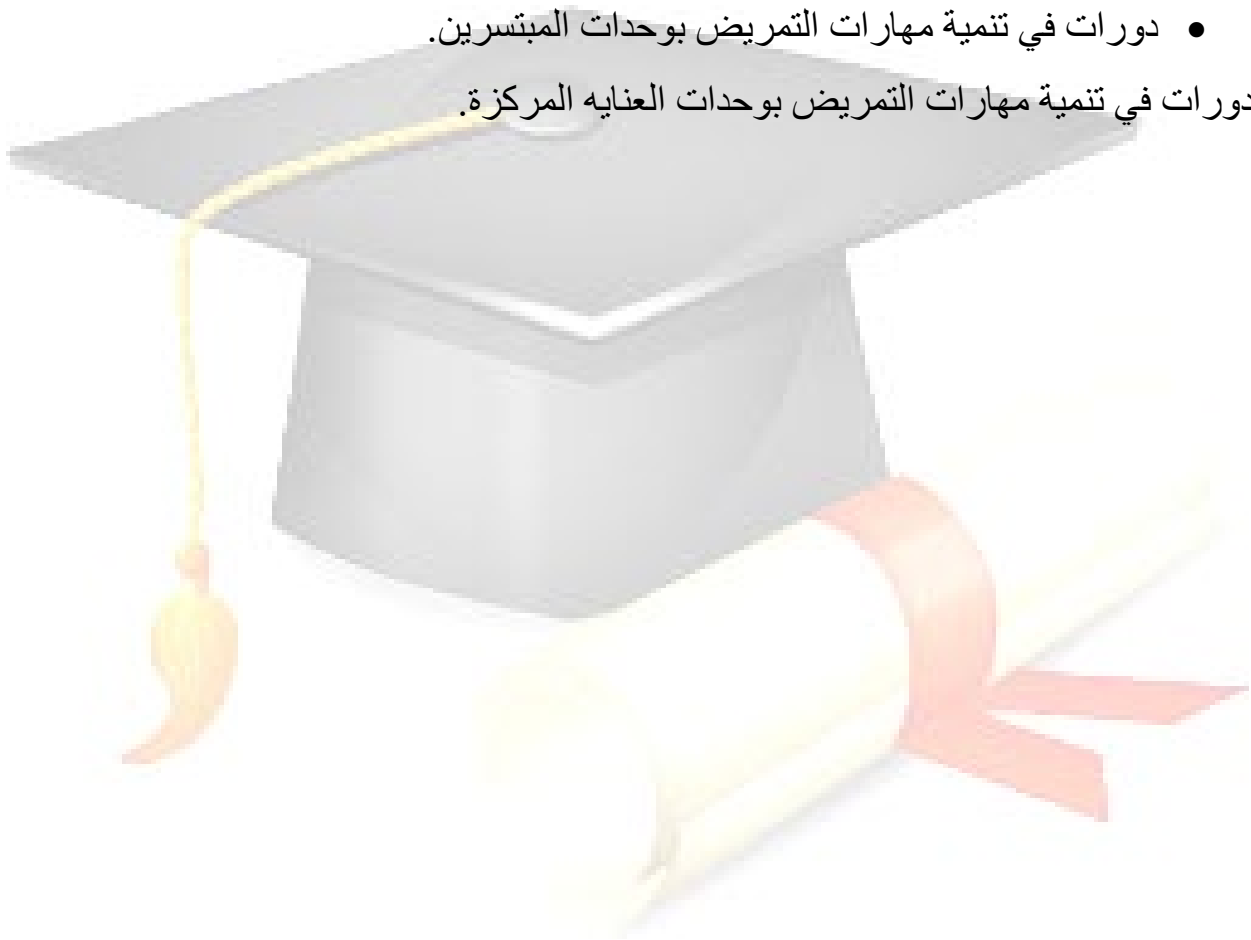 • دورات في تنمية مهارات التمريض بوحدات المبتسرين.
دورات في تنمية مهارات التمريض بوحدات العنايه المركزة.